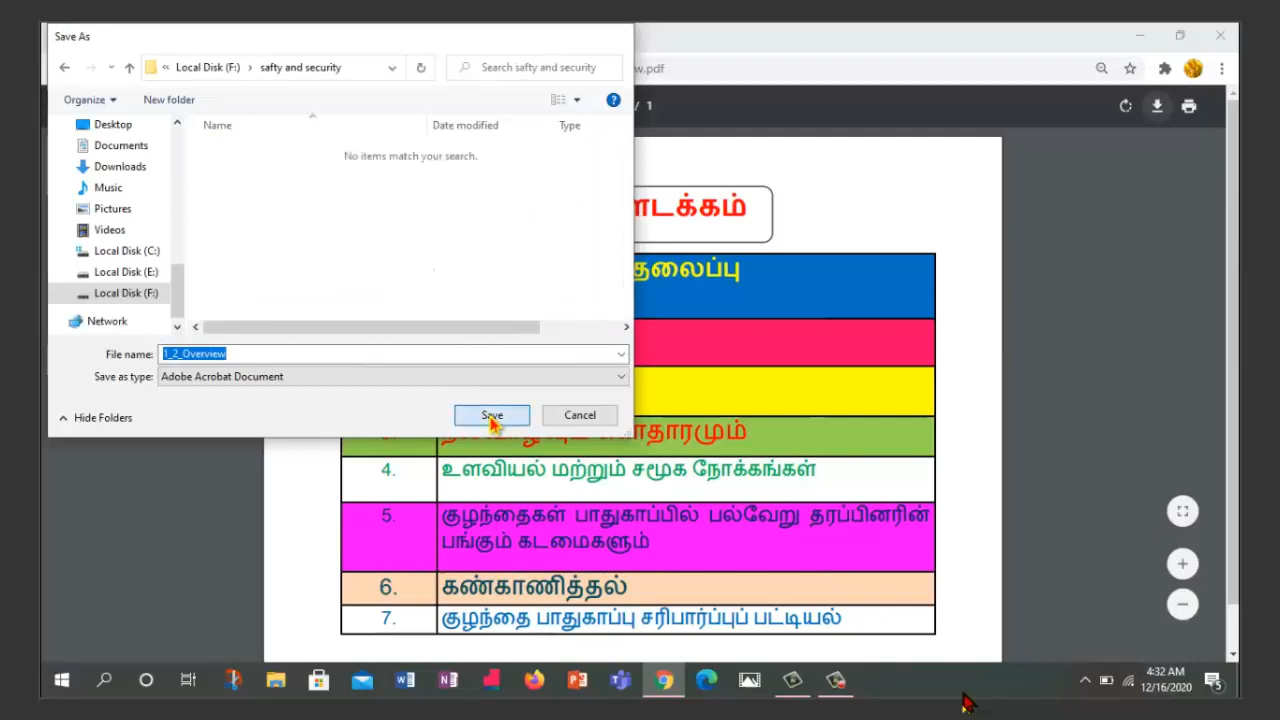 Save As
« Local Disk (F:) › safty and security
Search safty and security
w.pdf
Organize
New folder
/ 1
Desktop
Documents
Downloads
Music
Pictures
Videos
Local Disk (C:)
Local Disk (E:)
Local Disk (F:)
Network
Name
Date modified
Type
No items match your search.
File name: 1_2_Overview
Save as type: Adobe Acrobat Document
Hide Folders
Save
Cancel
தலைப்பு
4. உளவியல் மற்றும் சமூக நோக்கங்கள்
5. குழந்தைகள் பாதுகாப்பில் பல்வேறு தரப்பினரின்
பங்கும் கடமைகளும்
6. கண்காணித்தல்
7. குழந்தை பாதுகாப்பு சரிபார்ப்புப் பட்டியல்
4:32 AM
12/16/2020
5